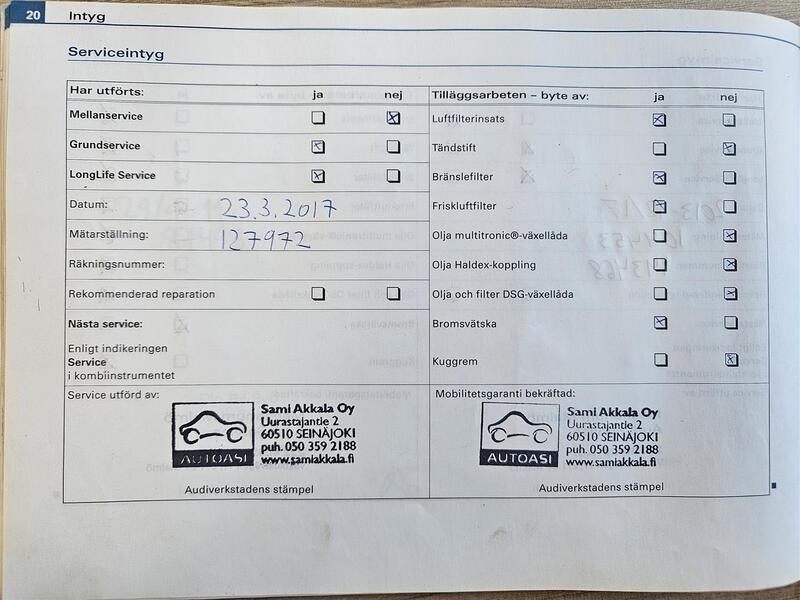 20 Intyg
Serviceintyg
Har utförts: ja nej
Mellanservice
Grundservice
LongLife Service
Datum: 23.3.2017
Mätarställning: 127972
Räkningsnummer:
Rekommenderad reparation
Nästa service:
Enligt indikeringen
Service
i kombiinstrumentet
Service utförd av:
AUTOASI
Sami Akkala Oy
Uurastajantie 2
60510 SEINÄJOKI
puh. 050 359 2188
www.samiakkala.fi
Audiverkstadens stämpel
Tilläggsarbeten – byte av: ja nej
Luftfilterinsats
Tändstift
Bränslefilter
Friskluftfilter
Olja multitronic®-växellåda
Olja Haldex-koppling
Olja och filter DSG-växellåda
Bromsvätska
Kuggrem
Mobilitetsgaranti bekräftad:
AUTOASI
Sami Akkala Oy
Uurastajantie 2
60510 SEINÄJOKI
puh. 050 359 2188
www.samiakkala.fi
Audiverkstadens stämpel